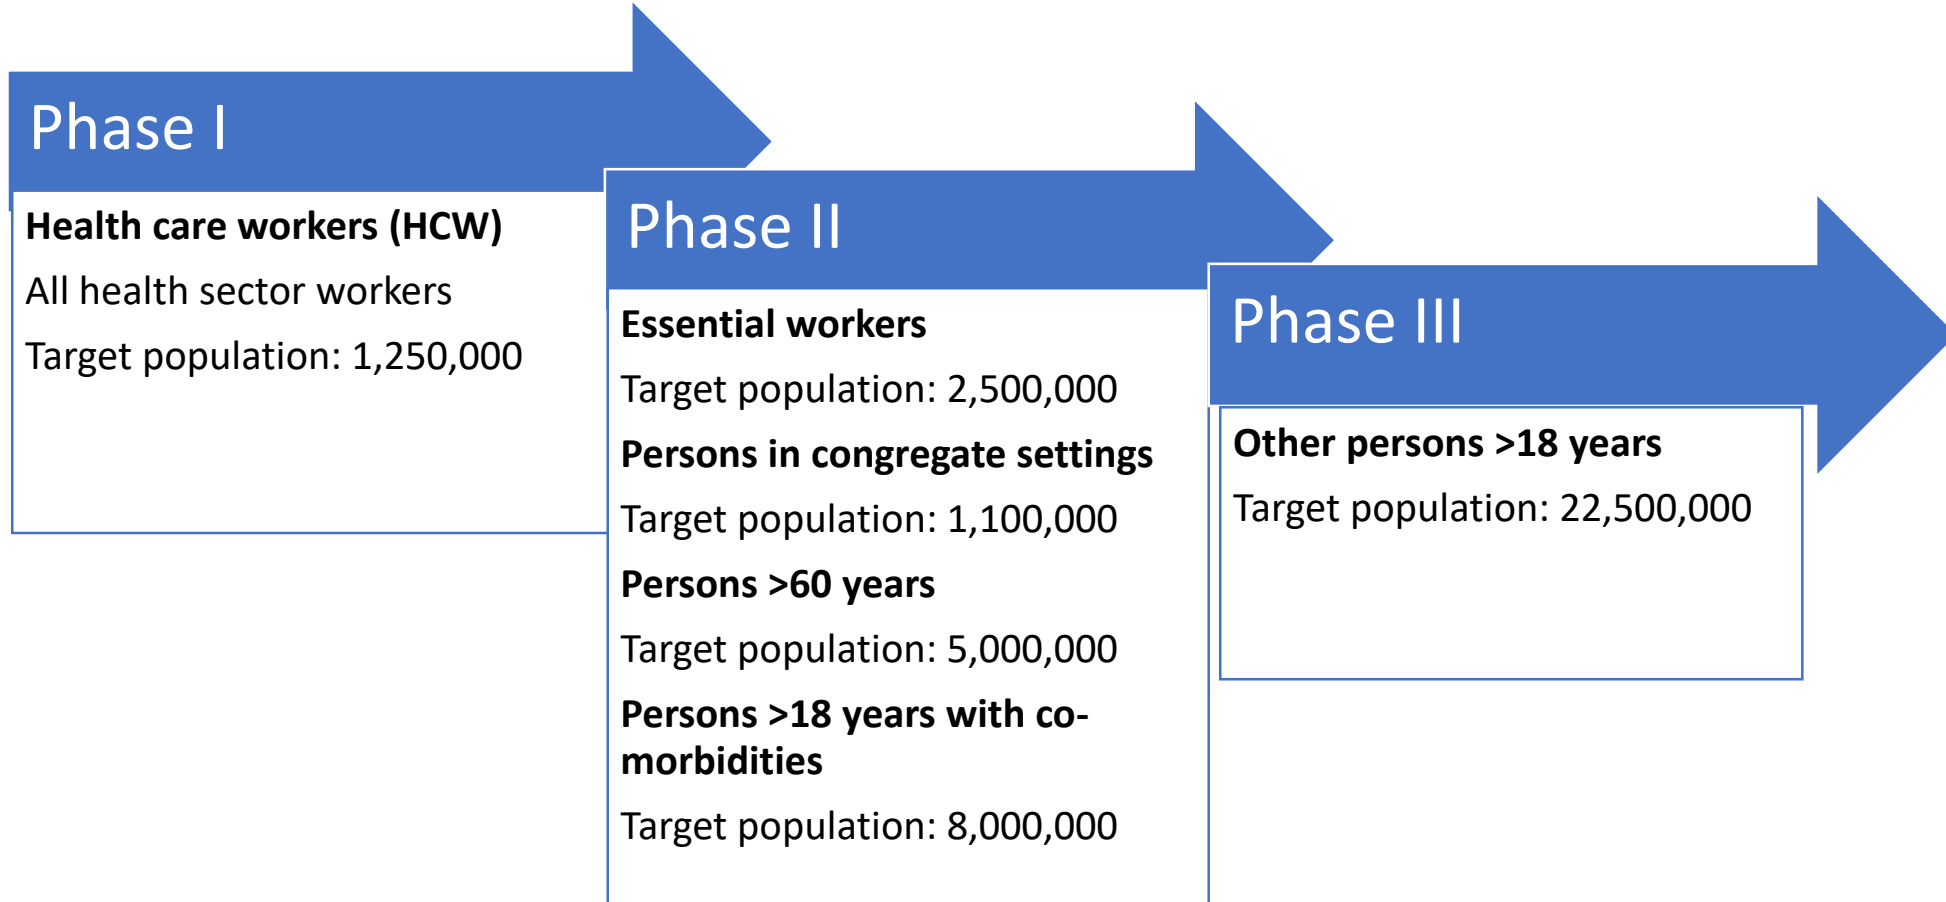 Phase I
Health care workers (HCW)
All health sector workers
Target population: 1,250,000
Phase II
Essential workers
Target population: 2,500,000
Persons in congregate settings
Target population: 1,100,000
Persons >60 years
Target population: 5,000,000
Persons >18 years with co-
morbidities
Target population: 8,000,000
Phase III
Other persons >18 years
Target population: 22,500,000